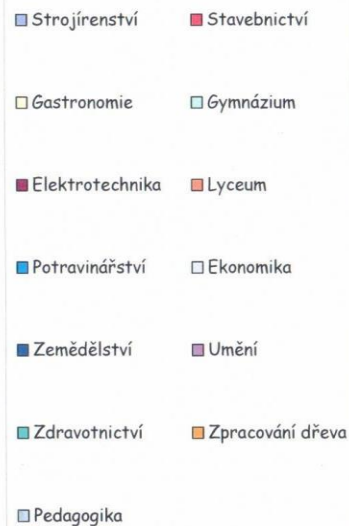 Strojírenství Stavebnictví
Gastronomie Gymnázium
Elektrotechnika Lyceum
Potravinářství Ekonomika
Zemědělství Umění
Zdravotnictví Zpracování dřeva
Pedagogika